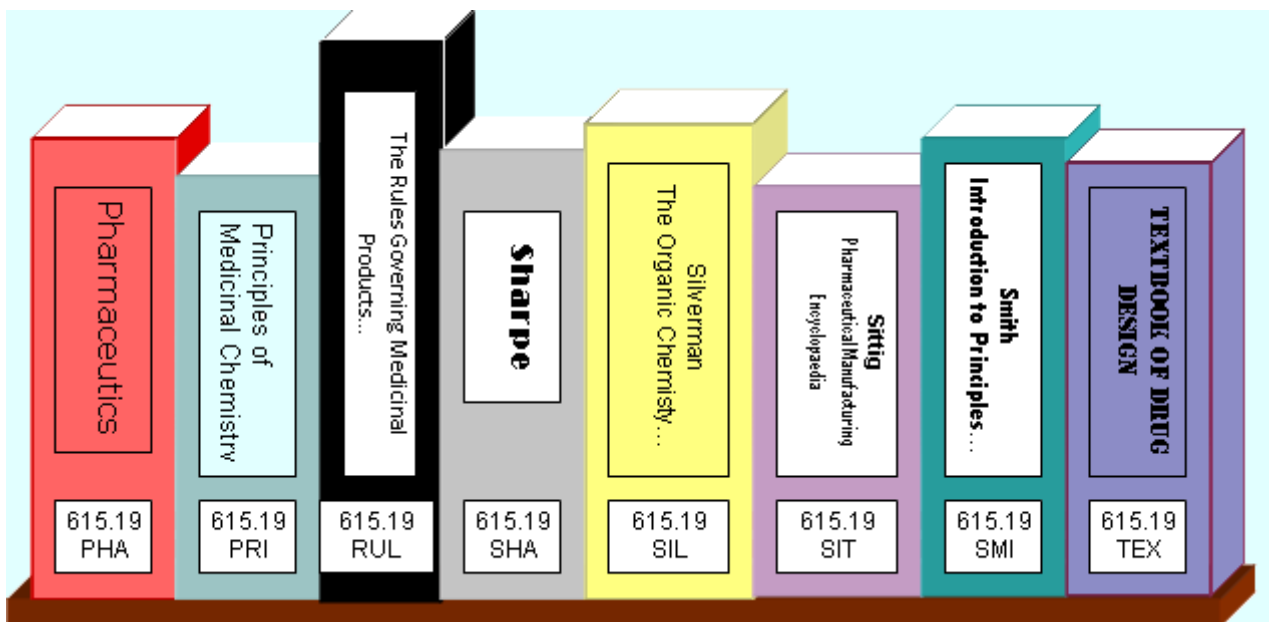 Pharmaceutics
615.19
PHA
Principles of
Medicinal Chemistry
615.19
PRI
The Rules Governing Medicinal
Products...
615.19
RUL
Sharpe
615.19
SHA
Silverman
The Organic Chemisty...
615.19
SIL
Sittig
Pharmaceutical Manufacturing
Encyclopaedia
615.19
SIT
Smith
Introduction to Principles...
615.19
SMI
TEXTBOOK OF DRUG
DESIGN
615.19
TEX